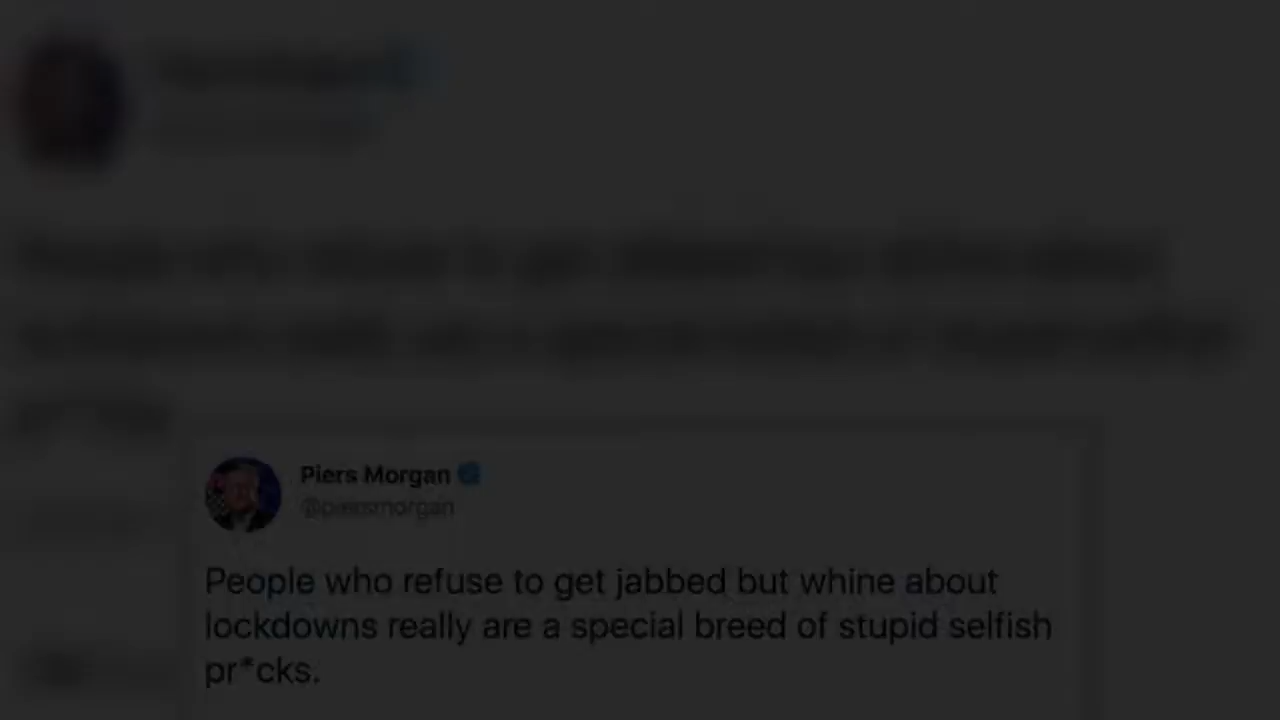 Piers Morgan
@piersmorgan
People who refuse to get jabbed but whine about
lockdowns really are a special breed of stupid selfish
pr*cks.